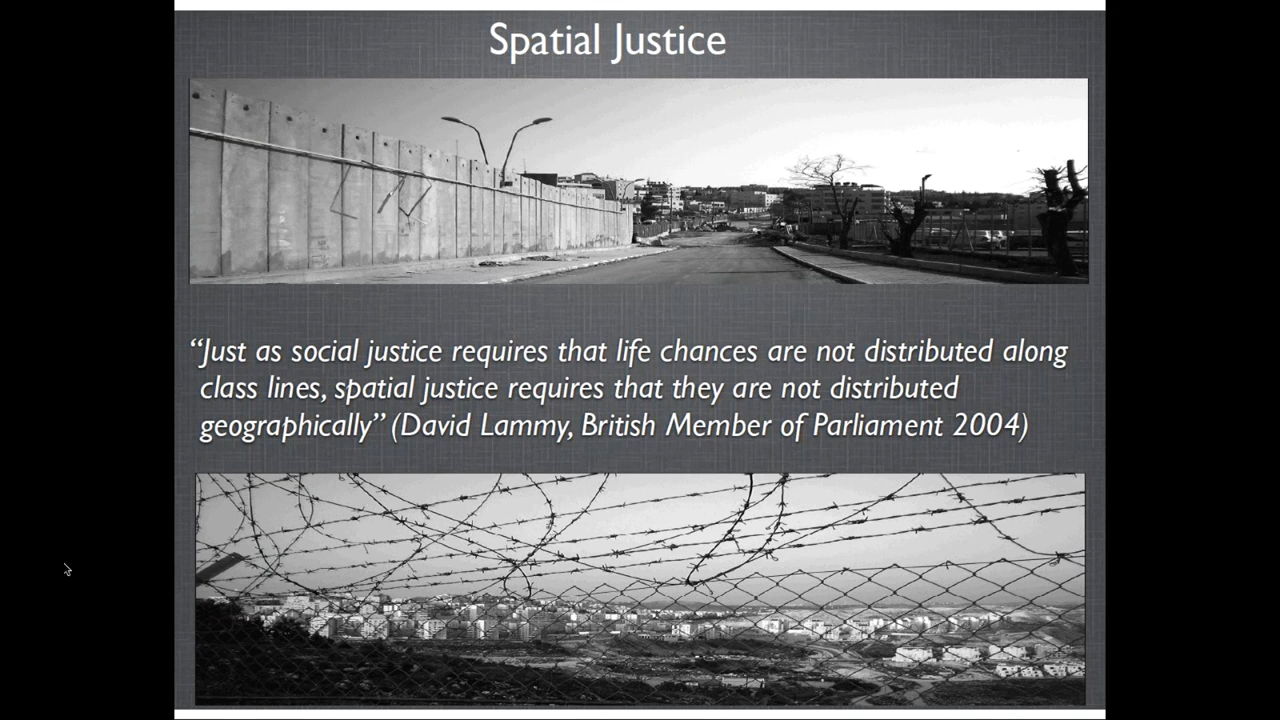 Spatial Justice
“Just as social justice requires that life chances are not distributed along
class lines, spatial justice requires that they are not distributed
geographically” (David Lammy, British Member of Parliament 2004)